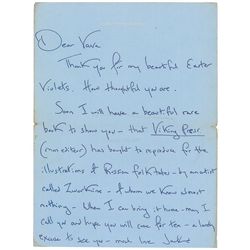 Dear Vava
Thank you for my beautiful Easter
Violets. How thoughtful you are.
Soon I will have a beautiful rare
book to show you - that Viking Press
(mon editor) has bought to reproduce for the
illustrations of Russian folktales - by an artist
called Zworkine - of whom we know almost
nothing - When I can bring it home - may I
call you and hope you will come for tea - a lovely
excuse to see you - much love Jackie